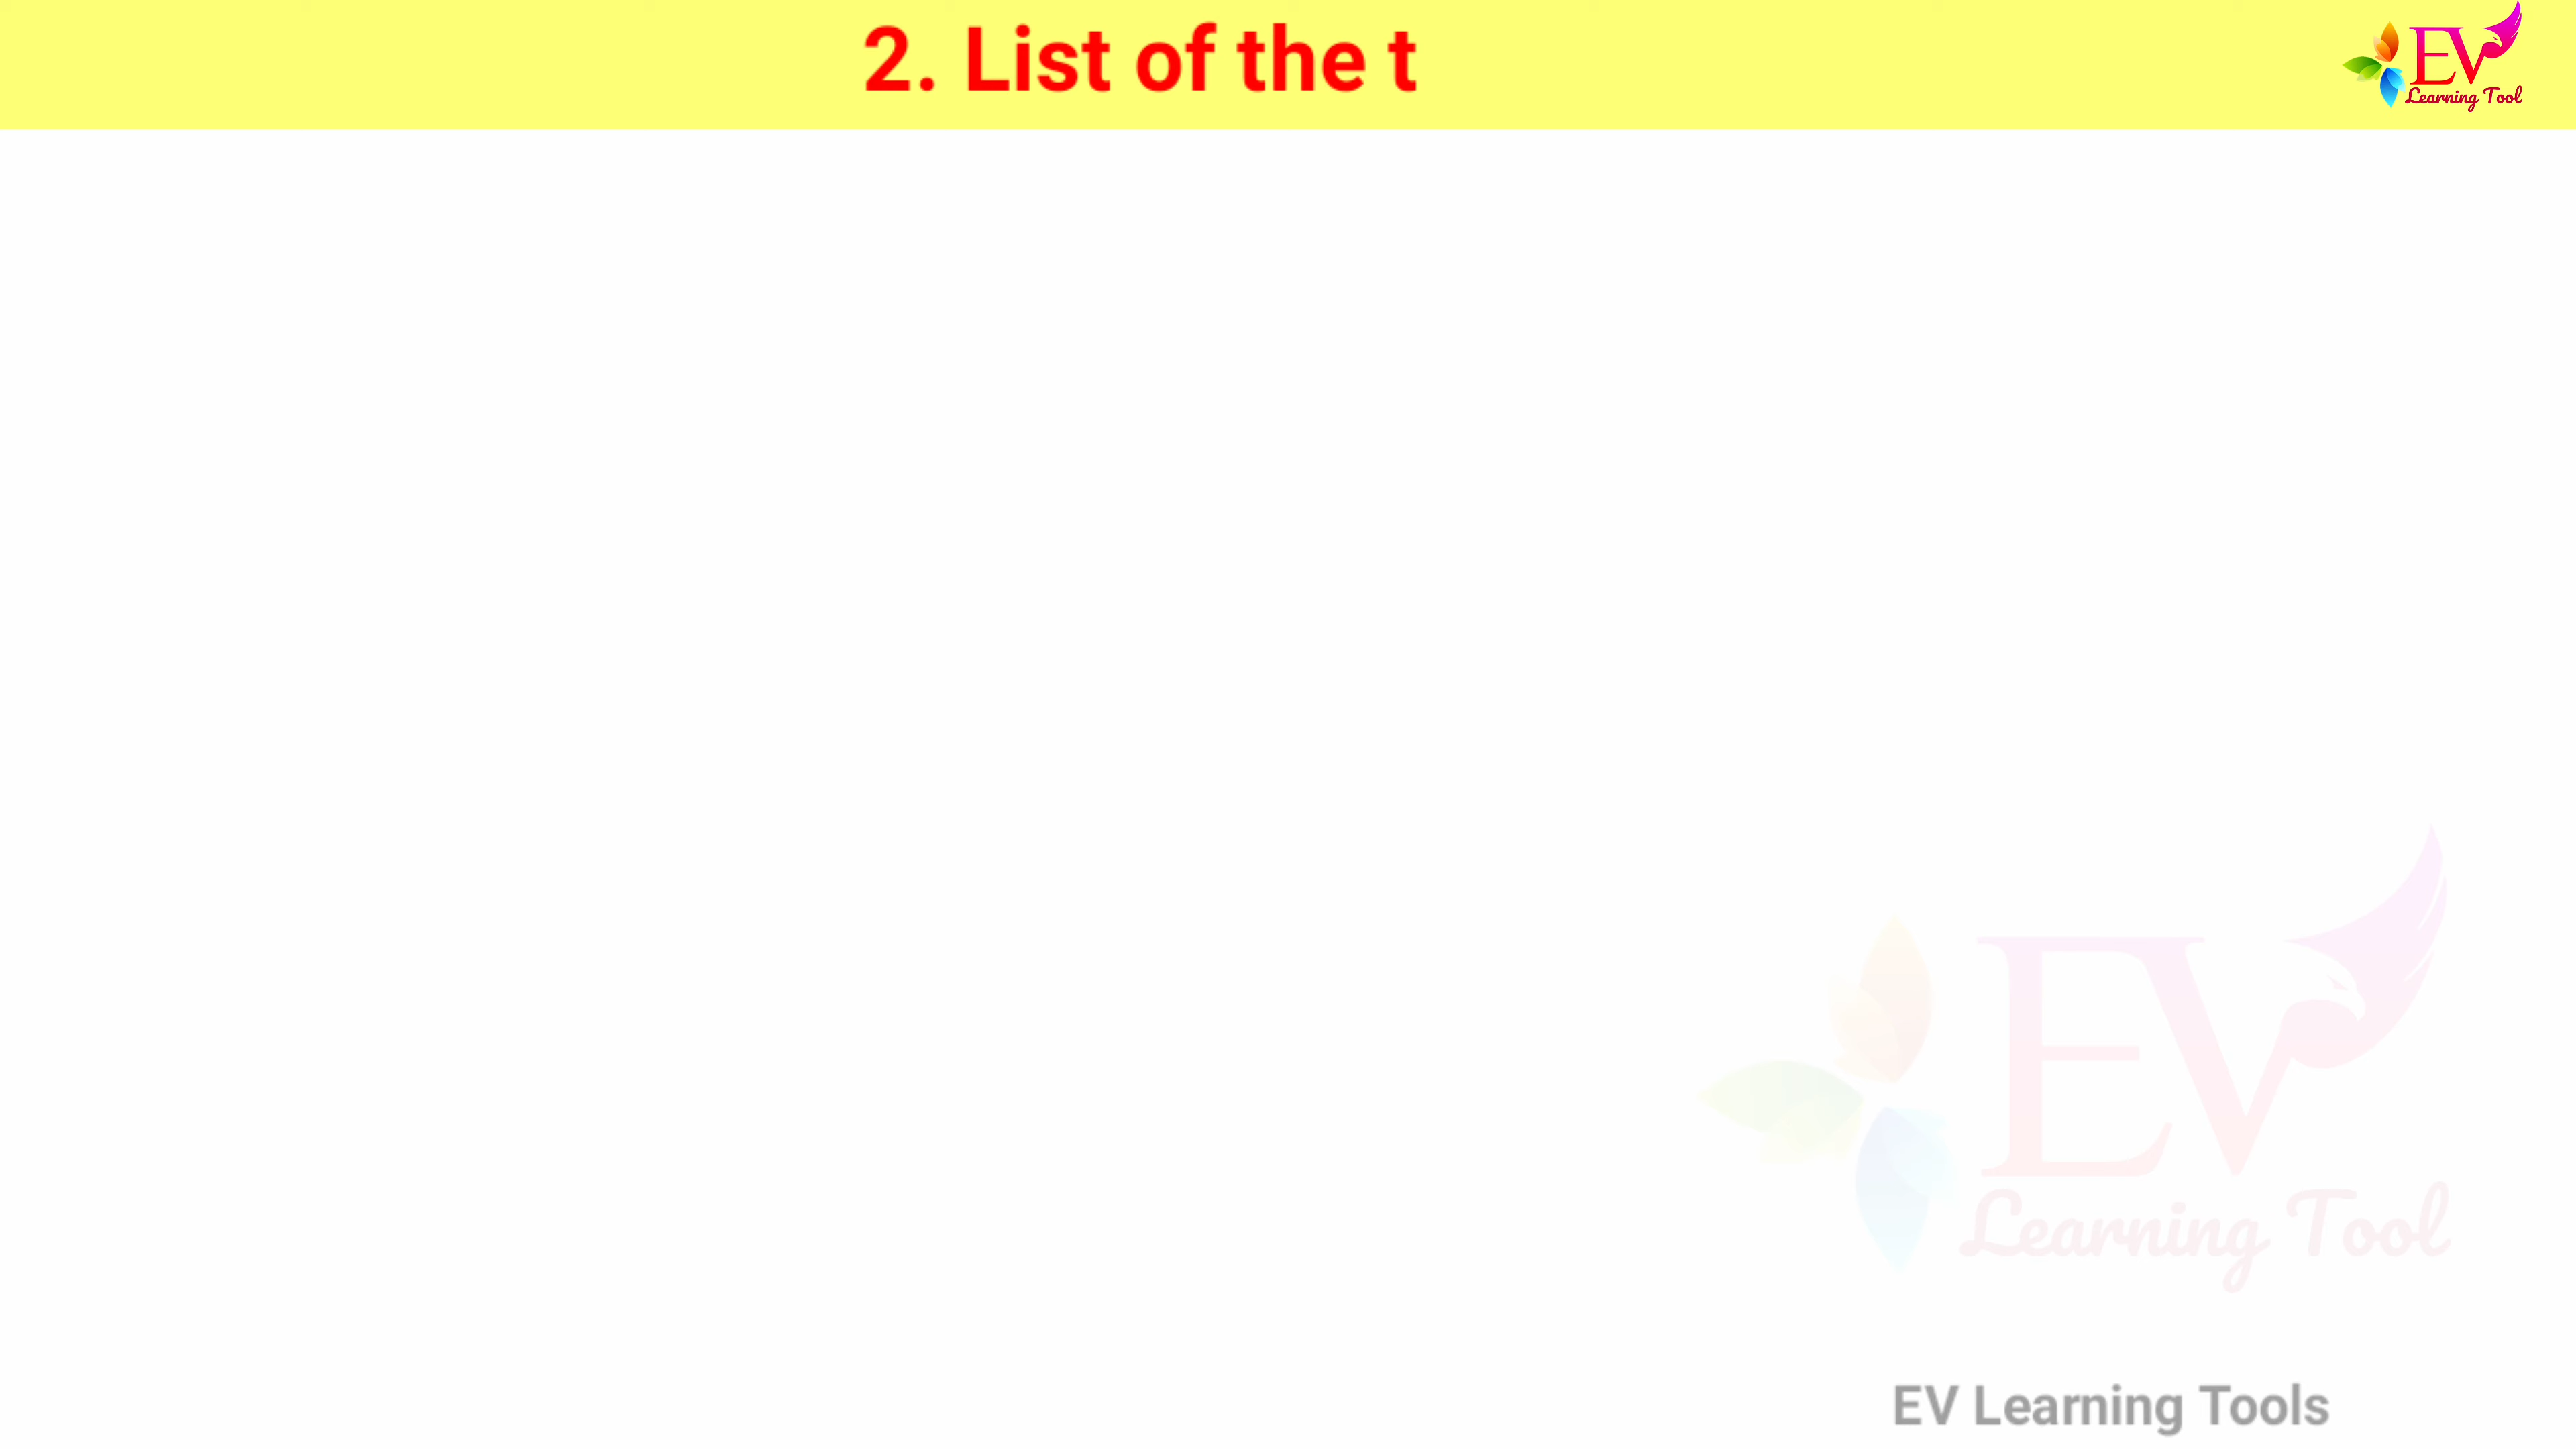 2. List of the t
EV
Learning Tool
EV
Learning Tool
EV Learning Tools